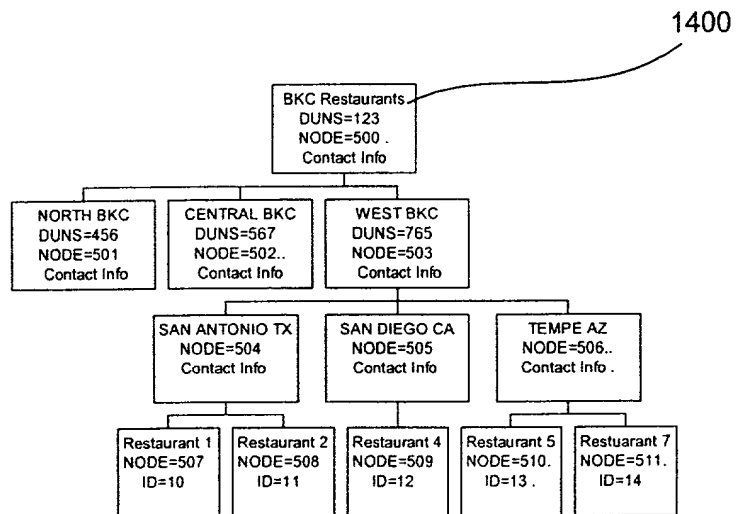 1400
BKC Restaurants
DUNS=123
NODE=500 .
Contact Info
NORTH BKC
DUNS=456
NODE=501
Contact Info
CENTRAL BKC
DUNS=567
NODE=502..
Contact Info
WEST BKC
DUNS=765
NODE=503
Contact Info
SAN ANTONIO TX
NODE=504
Contact Info
SAN DIEGO CA
NODE=505
Contact Info
TEMPE AZ
NODE=506..
Contact Info .
Restaurant 1
NODE=507
ID=10
Restaurant 2
NODE=508
ID=11
Restaurant 4
NODE=509
ID=12
Restaurant 5
NODE=510.
ID=13 .
Restuarant 7
NODE=511.
ID=14